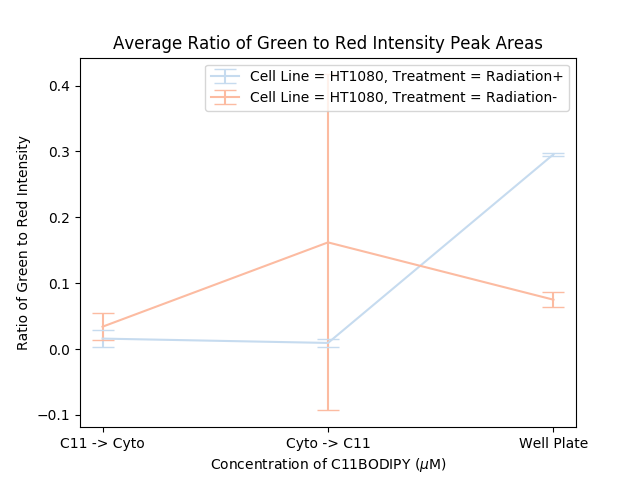 Average Ratio of Green to Red Intensity Peak Areas
Cell Line = HT1080, Treatment = Radiation+
Cell Line = HT1080, Treatment = Radiation-
Ratio of Green to Red Intensity
0.4
0.3
0.2
0.1
0.0
−0.1
C11 -> Cyto
Cyto -> C11
Well Plate
Concentration of C11BODIPY (μM)